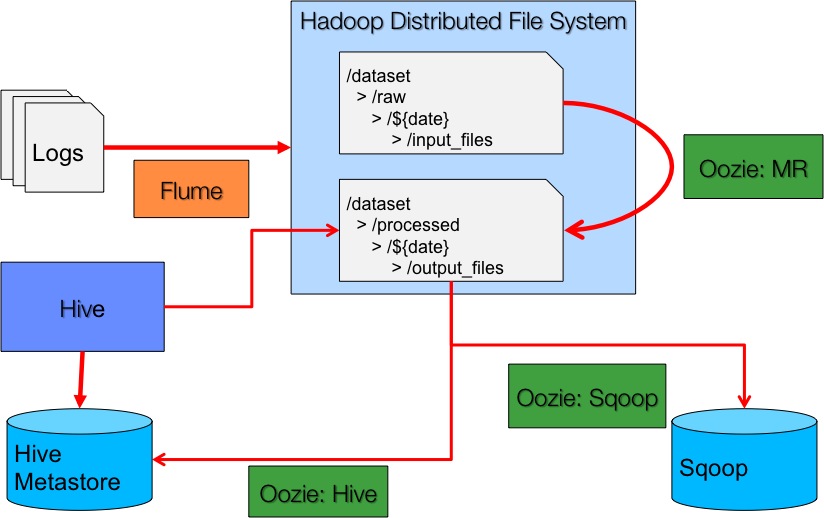 Hadoop Distributed File System
/dataset
> /raw
> /${date}
> /input_files
Logs
Flume
Oozie: MR
/dataset
> /processed
> /${date}
> /output_files
Hive
Oozie: Sqoop
Hive
Metastore
Sqoop
Oozie: Hive